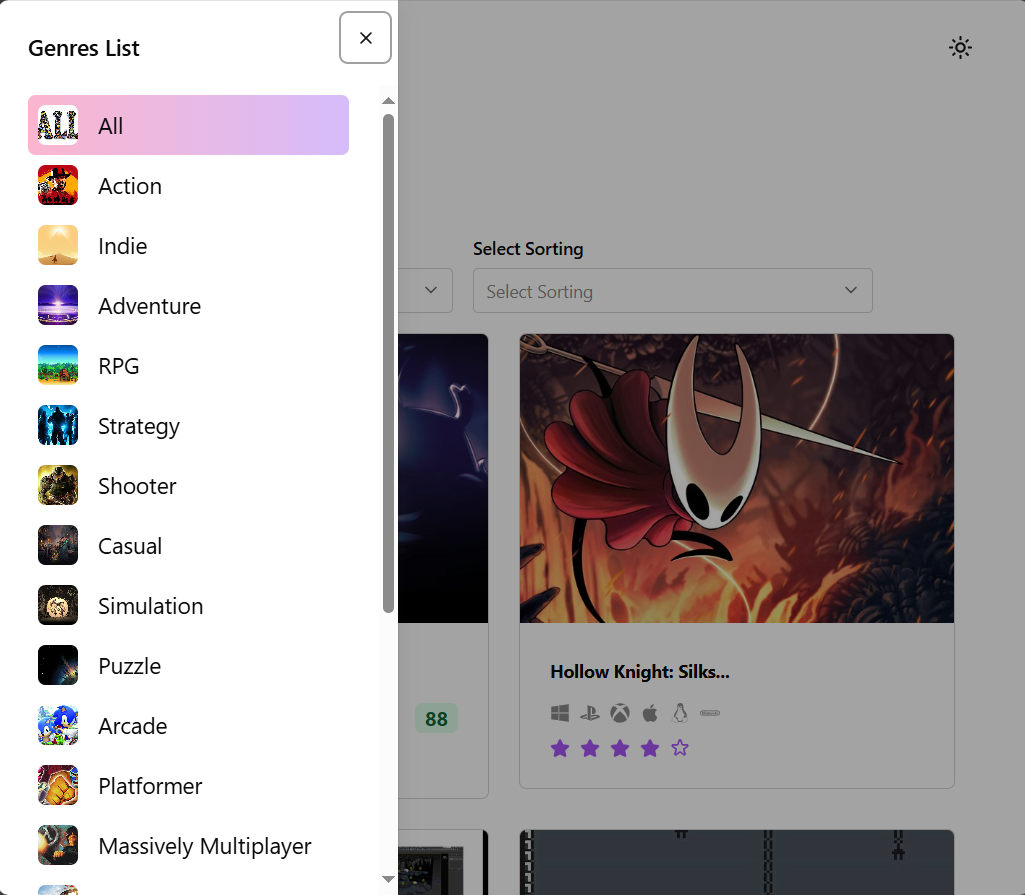 Genres List
All
Action
Indie
Adventure
RPG
Strategy
Shooter
Casual
Simulation
Puzzle
Arcade
Platformer
Massively Multiplayer
Select Sorting
Select Sorting
Hollow Knight: Silks...
88